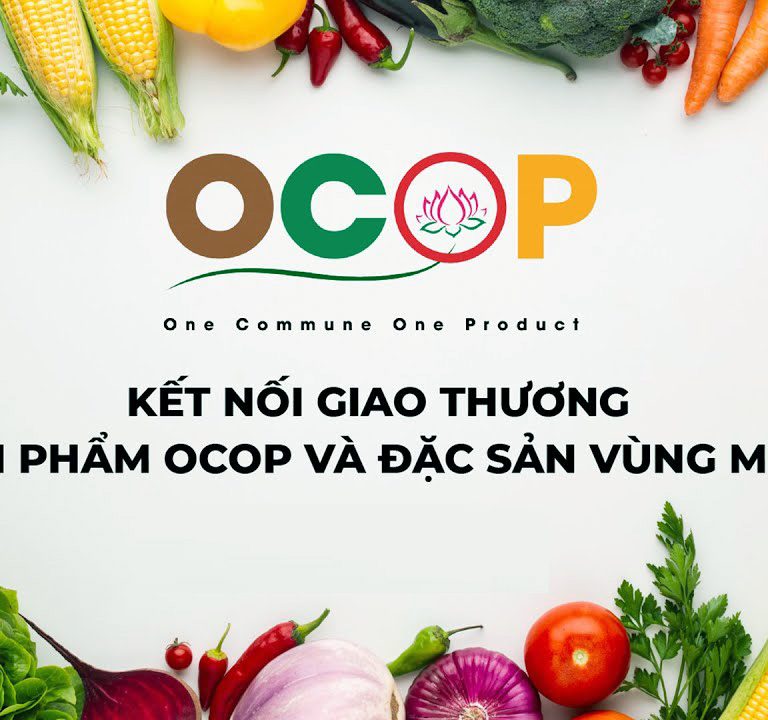 OCOP
One Commune One Product
KẾT NỐI GIAO THƯƠNG
PHẨM OCOP VÀ ĐẶC SẢN VÙNG